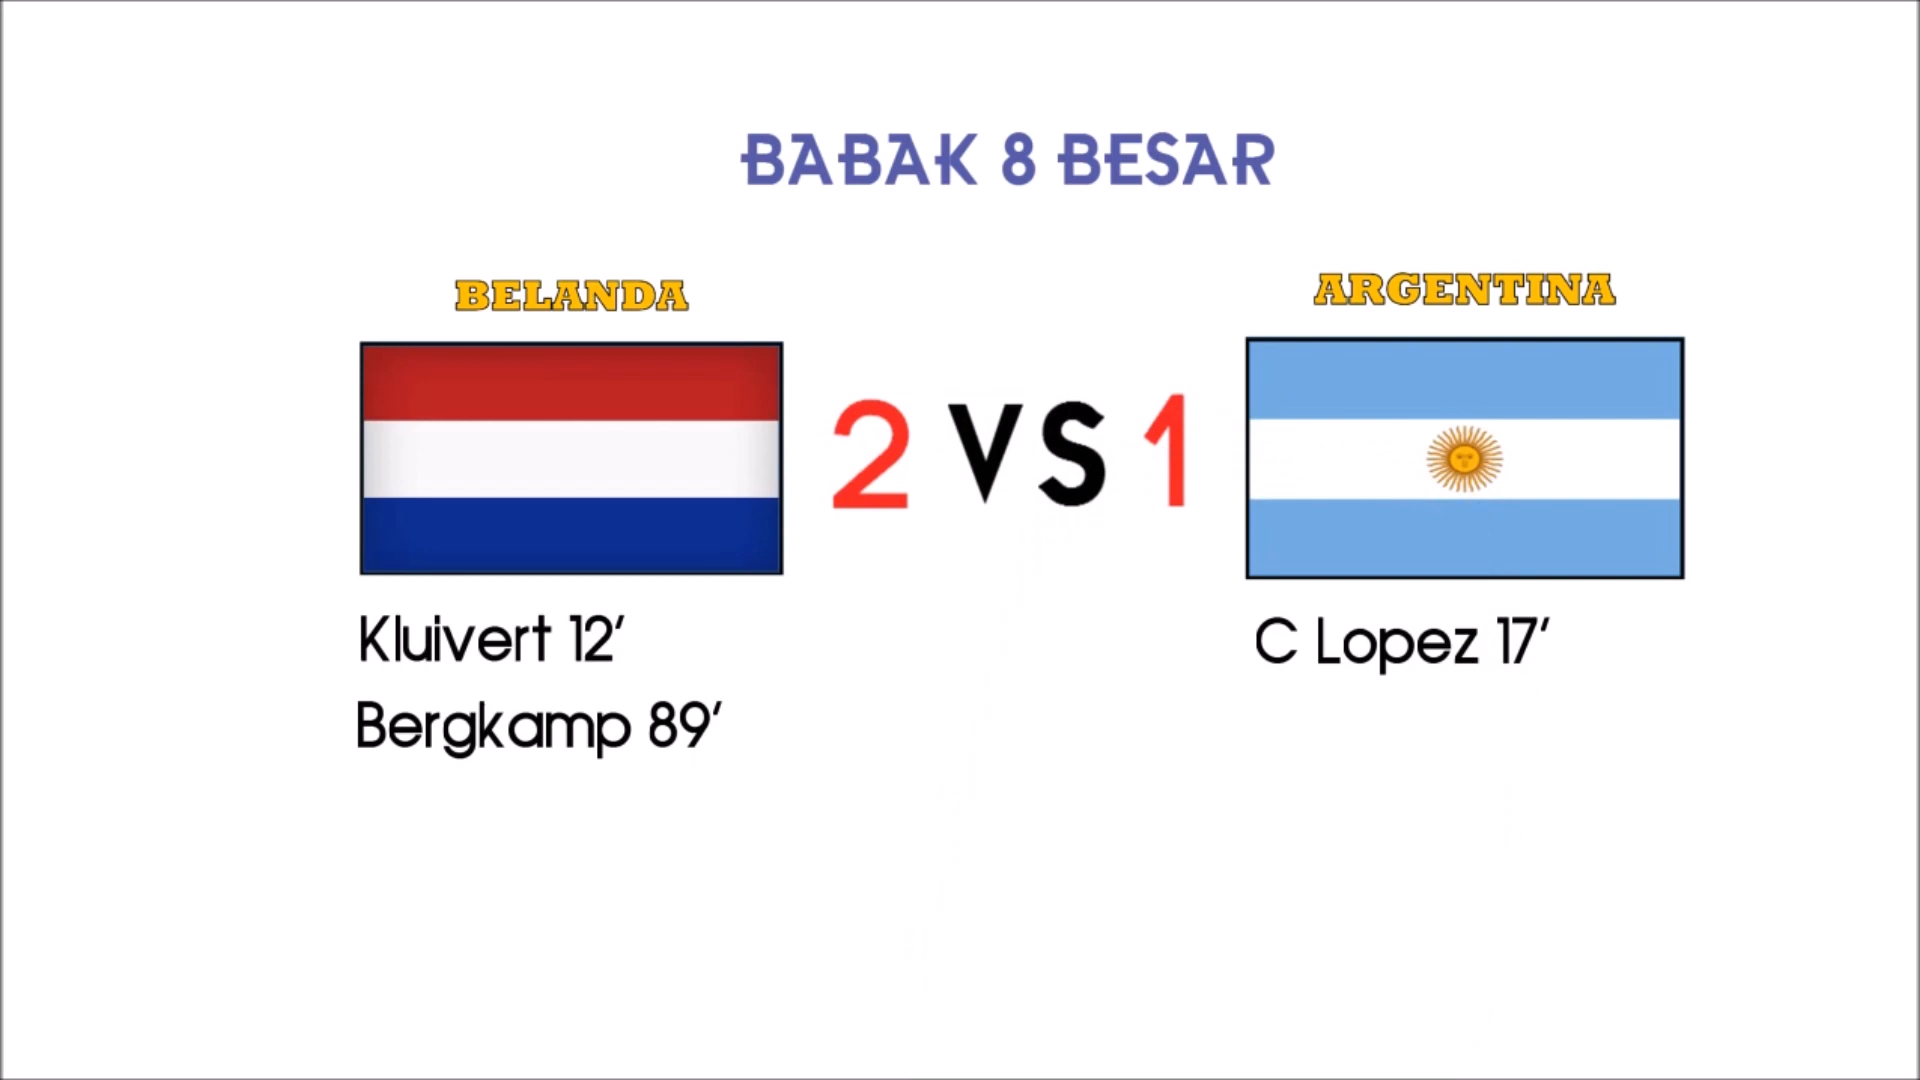 BABAK 8 BESAR
BELANDA
ARGENTINA
2 VS 1
Kluivert 12'
Bergkamp 89'
C Lopez 17'